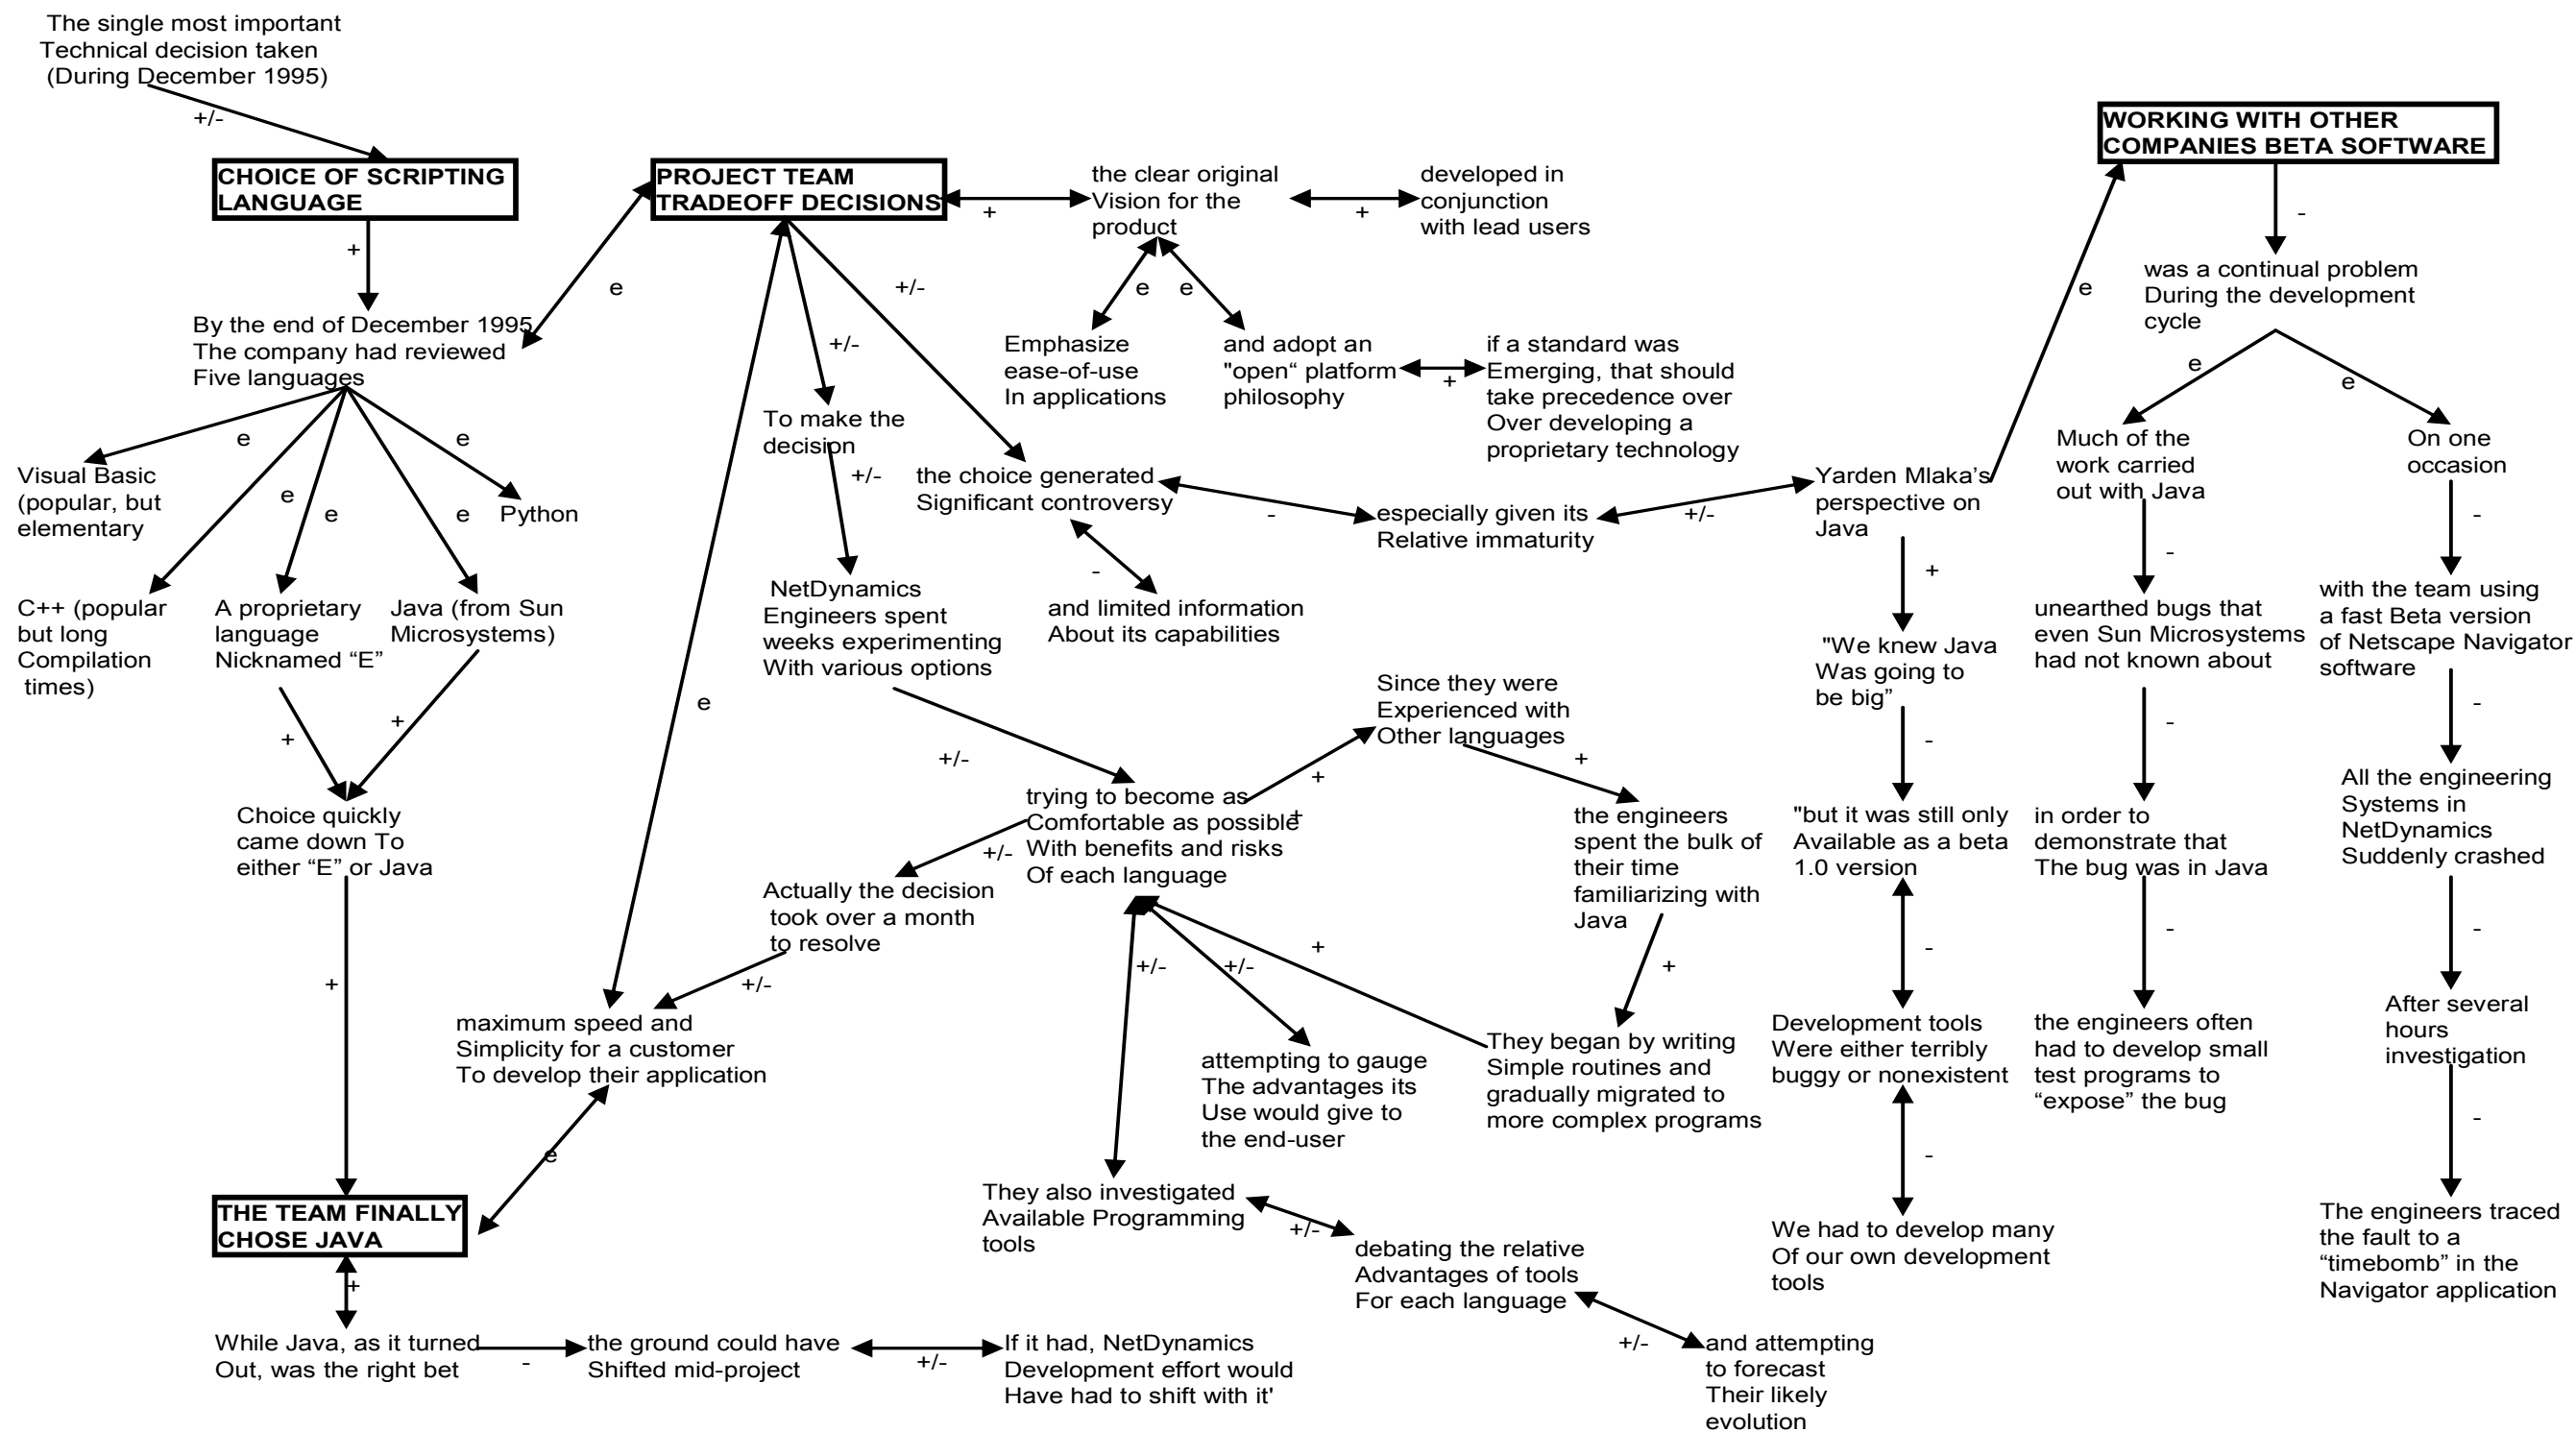 The single most important
Technical decision taken
(During December 1995)
+/-
CHOICE OF SCRIPTING
LANGUAGE
+
By the end of December 1995
The company had reviewed
Five languages
e
e
e
e
e
Visual Basic
(popular, but
elementary
Python
C++ (popular
but long
Compilation
times)
A proprietary
language
Nicknamed “E”
Java (from Sun
Microsystems)
+
+
Choice quickly
came down To
either “E” or Java
+
THE TEAM FINALLY
CHOSE JAVA
+
While Java, as it turned
Out, was the right bet
-
the ground could have
Shifted mid-project
+/-
If it had, NetDynamics
Development effort would
Have had to shift with it'
PROJECT TEAM
TRADEOFF DECISIONS
e
e
e
+
the clear original
Vision for the
product
+
developed in
conjunction
with lead users
e
e
Emphasize
ease-of-use
In applications
and adopt an
"open“ platform
philosophy
+
if a standard was
Emerging, that should
take precedence over
Over developing a
proprietary technology
+/-
+/-
To make the
decision
+/-
the choice generated
Significant controversy
-
especially given its
Relative immaturity
+/-
-
and limited information
About its capabilities
NetDynamics
Engineers spent
weeks experimenting
With various options
+/-
trying to become as
Comfortable as possible
With benefits and risks
Of each language
+
+
+/-
Since they were
Experienced with
Other languages
+
the engineers
spent the bulk of
their time
familiarizing with
Java
+
They began by writing
Simple routines and
gradually migrated to
more complex programs
+
Actually the decision
took over a month
to resolve
+/-
maximum speed and
Simplicity for a customer
To develop their application
+/-
+/-
attempting to gauge
The advantages its
Use would give to
the end-user
They also investigated
Available Programming
tools
+/-
debating the relative
Advantages of tools
For each language
+/-
and attempting
to forecast
Their likely
evolution
Yarden Mlaka’s
perspective on
Java
e
+
"We knew Java
Was going to
be big”
-
"but it was still only
Available as a beta
1.0 version
-
Development tools
Were either terribly
buggy or nonexistent
-
We had to develop many
Of our own development
tools
WORKING WITH OTHER
COMPANIES BETA SOFTWARE
-
was a continual problem
During the development
cycle
e
e
Much of the
work carried
out with Java
-
unearthed bugs that
even Sun Microsystems
had not known about
-
in order to
demonstrate that
The bug was in Java
-
the engineers often
had to develop small
test programs to
“expose” the bug
On one
occasion
-
with the team using
a fast Beta version
of Netscape Navigator
software
-
All the engineering
Systems in
NetDynamics
Suddenly crashed
-
After several
hours
investigation
-
The engineers traced
the fault to a
“timebomb” in the
Navigator application